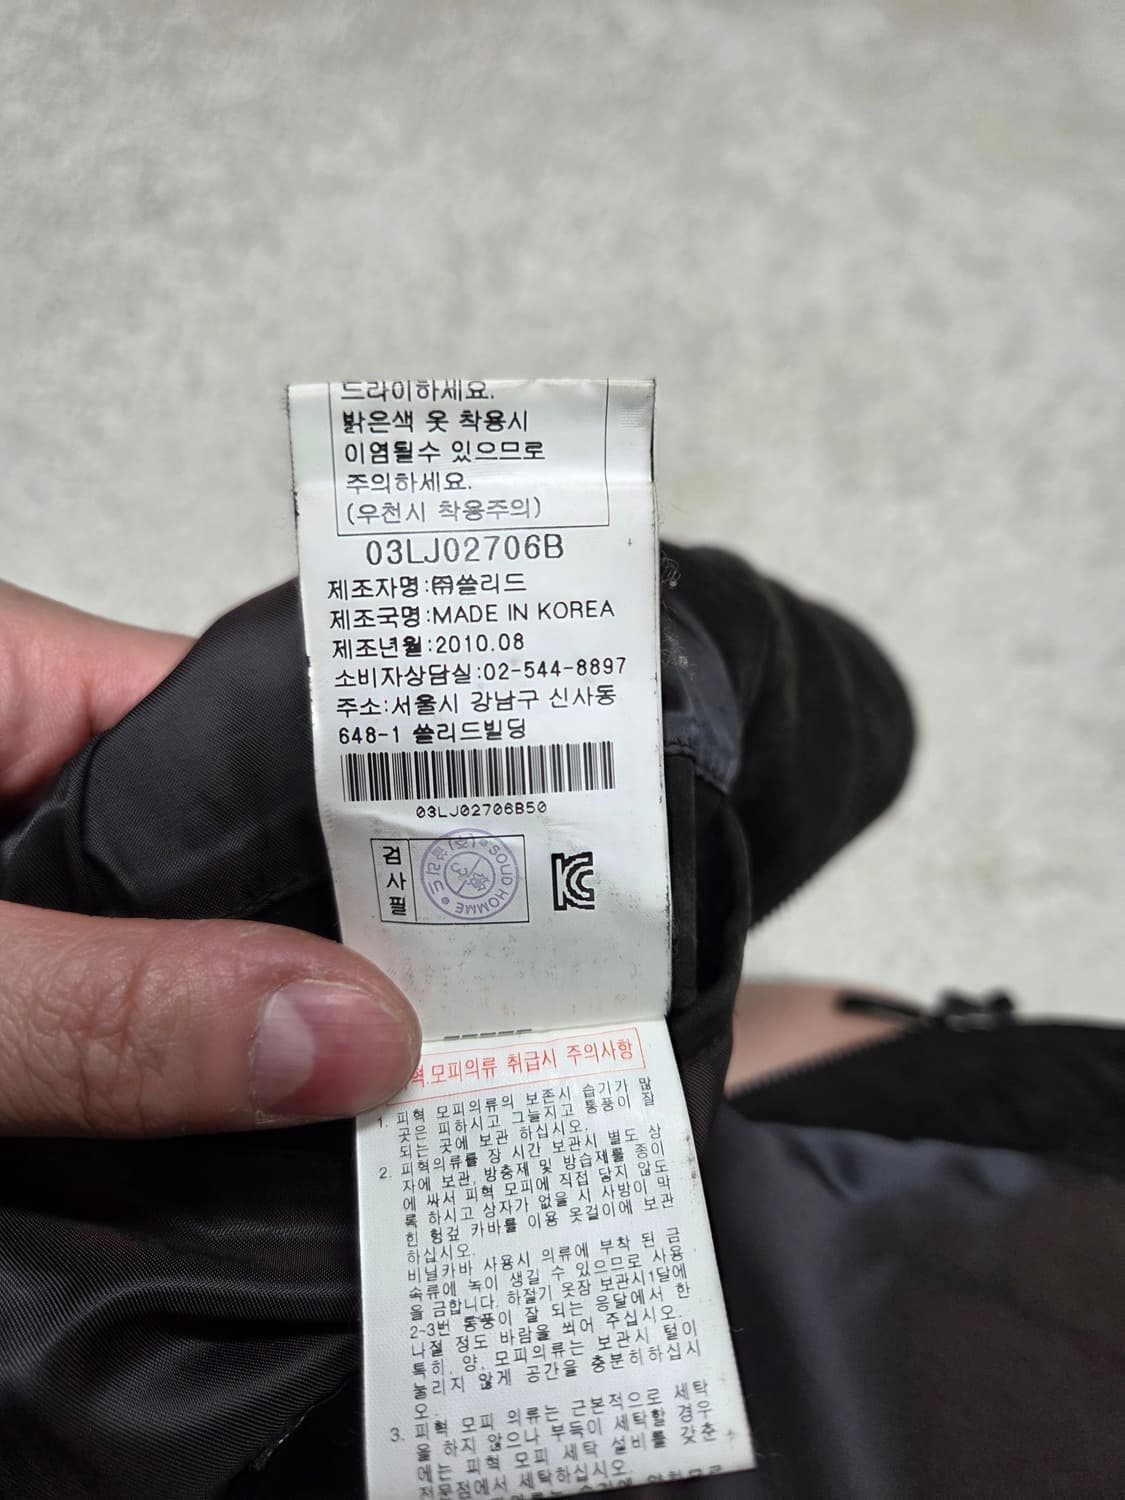 드라이하세요.
밝은색 옷 착용시
이염될수 있으므로
주의하세요.
(우천시 착용주의)
03LJ02706B
제조자명:㈜쏠리드
제조국명:MADE IN KOREA
제조년월:2010.08
소비자상담실:02-544-8897
주소:서울시 강남구 신사동
648-1 쏠리드빌딩
03LJ02706B50
검사필
SOLID HOMME
KC
혁.모피의류 취급시 주의사항
1. 피혁 모피의류의 보존시 습기가 많
곳은 피하시고 그늘지고 통풍이 잘
되는 곳에 보관 하십시오.
2. 피혁의류를 장 시간 보관시 별도 상
자에 보관, 방충제 및 방습제를 종이
에 싸서 피혁 모피에 직접 닿지않도
록 하시고 상자가 없을 시 사방이 막
힌 헝겊 카바를 이용 옷걸이에 보관
하십시오.
비닐카바 사용시 의류에 부착 된 금
속류에 녹이 생길 수 있으므로 사용
을 금합니다. 하절기 옷장 보관시1달에
2-3번 통풍이 잘 되는 응달에서 한
나절 정도 바람을 쐬어 주십시오.
특히, 양, 모피의류는 보관시 털이
눌리지 않게 공간을 충분히하십시
오.
3. 피혁 모피 의류는 근본적으로 세탁
을 하지 않으나 부득이 세탁할 경우
에는 피혁 모피 세탁 설비를 갖춘
전문점에서 세탁하십시오.